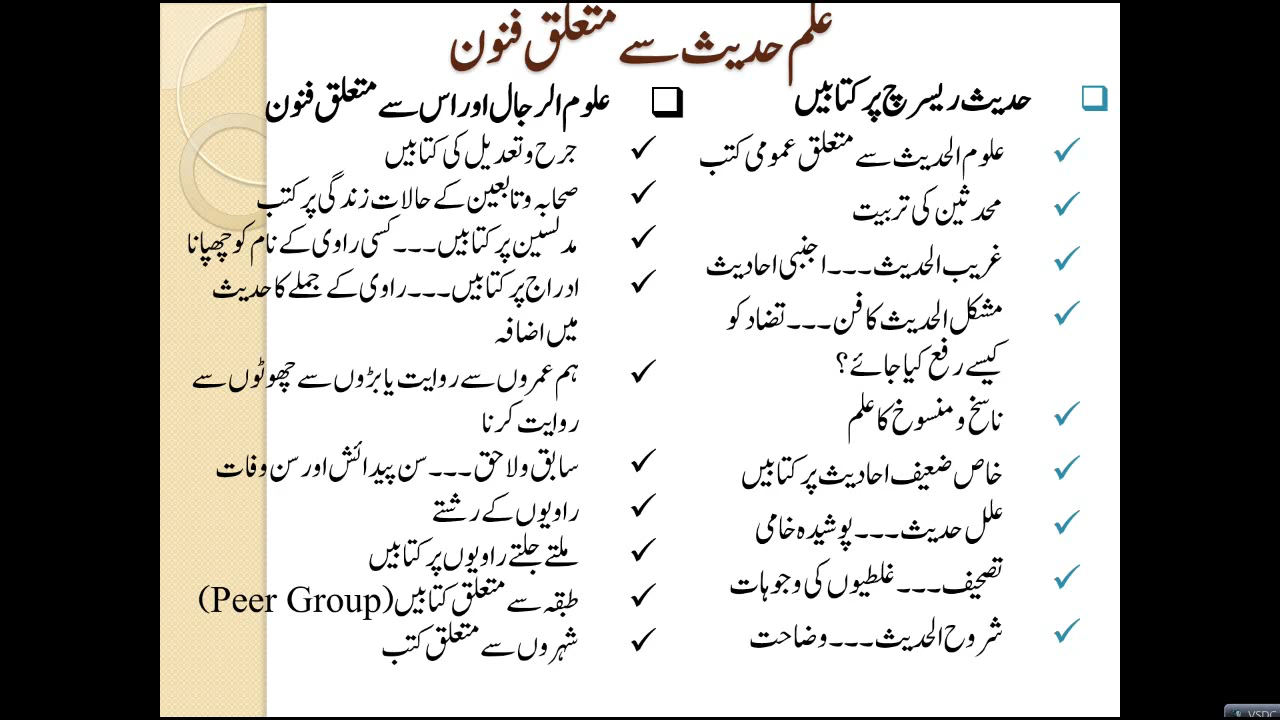 علم حدیث سے متعلق فنون
حدیث ریسرچ پر کتابیں
علوم الحدیث سے متعلق عمومی کتب
محدثین کی تربیت
غریب الحدیث۔۔۔اجنبی احادیث
مشکل الحدیث کا فن۔۔۔تضاد کو
کیسے رفع کیا جائے؟
ناسخ و منسوخ کا علم
خاص ضعیف احادیث پر کتابیں
علل حدیث۔۔۔پوشیدہ خامی
تصحیف۔۔۔غلطیوں کی وجوہات
شروح الحدیث۔۔۔وضاحت
علوم الرجال اور اس سے متعلق فنون
جرح و تعدیل کی کتابیں
صحابہ و تابعین کے حالات زندگی پر کتب
مدلسین پر کتابیں۔۔۔کسی راوی کے نام کو چھپانا
ادراج پر کتابیں۔۔۔راوی کے جملے کا حدیث
میں اضافہ
ہم عمروں سے روایت یا بڑوں سے چھوٹوں سے
روایت کرنا
سابق و لاحق۔۔۔سن پیدائش اور سن وفات
راویوں کے رشتے
ملتے جلتے راویوں پر کتابیں
طبقہ سے متعلق کتابیں(Peer Group)
شہروں سے متعلق کتب
VSDC